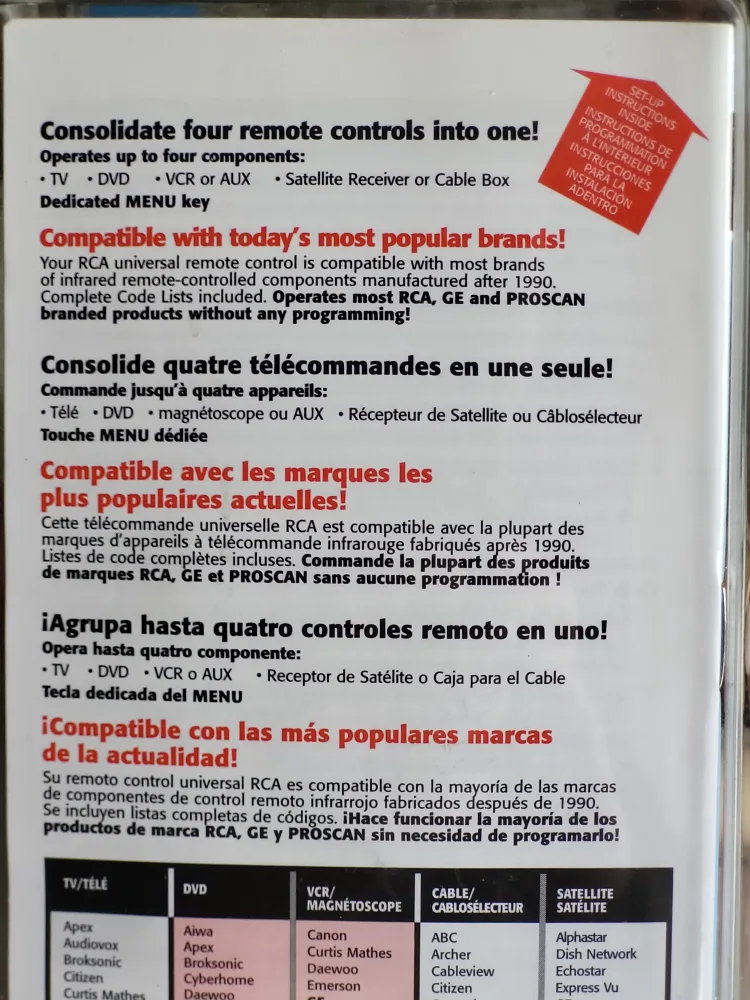 SET-UP
INSTRUCTIONS
INSIDE
INSTRUCTIONS DE
PROGRAMMATION
À L'INTÉRIEUR
INSTRUCCIONES
PARA LA
INSTALACIÓN
ADENTRO
Consolidate four remote controls into one!
Operates up to four components:
• TV • DVD • VCR or AUX • Satellite Receiver or Cable Box
Dedicated MENU key
Compatible with today's most popular brands!
Your RCA universal remote control is compatible with most brands
of infrared remote-controlled components manufactured after 1990.
Complete Code Lists included. Operates most RCA, GE and PROSCAN
branded products without any programming!
Consolide quatre télécommandes en une seule!
Commande jusqu'à quatre appareils:
• Télé • DVD • magnétoscope ou AUX • Récepteur de Satellite ou Câblosélecteur
Touche MENU dédiée
Compatible avec les marques les
plus populaires actuelles!
Cette télécommande universelle RCA est compatible avec la plupart des
marques d'appareils à télécommande infrarouge fabriqués après 1990.
Listes de code complètes incluses. Commande la plupart des produits
de marques RCA, GE et PROSCAN sans aucune programmation !
¡Agrupa hasta quatro controles remoto en uno!
Opera hasta quatro componente:
• TV • DVD • VCR o AUX • Receptor de Satélite o Caja para el Cable
Tecla dedicada del MENU
¡Compatible con las más populares marcas
de la actualidad!
Su remoto control universal RCA es compatible con la mayoría de las marcas
de componentes de control remoto infrarrojo fabricados después de 1990.
Se incluyen listas completas de códigos. ¡Hace funcionar la mayoría de los
productos de marca RCA, GE y PROSCAN sin necesidad de programarlo!
TV/TÉLÉ
Apex
Audiovox
Broksonic
Citizen
Curtis Mathes
DVD
Aiwa
Apex
Broksonic
Cyberhome
Daewoo
VCR/
MAGNÉTOSCOPE
Canon
Curtis Mathes
Daewoo
Emerson
CABLE/
CABLOSÉLECTEUR
ABC
Archer
Cableview
Citizen
SATELLITE
SATÉLITE
Alphastar
Dish Network
Echostar
Express Vu